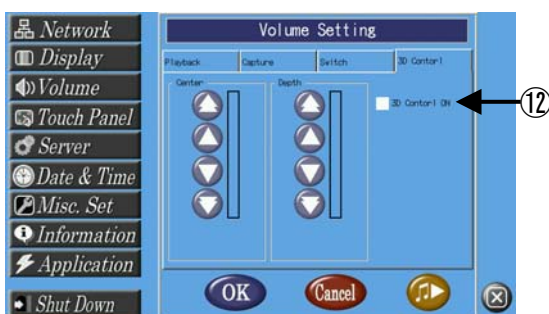 Network
Display
Volume
Touch Panel
Server
Date & Time
Misc. Set
Information
Application
Shut Down
Volume Setting
Playback Capture Switch 3D Contorl
Center Depth
3D Contorl ON
⑫
OK Cancel